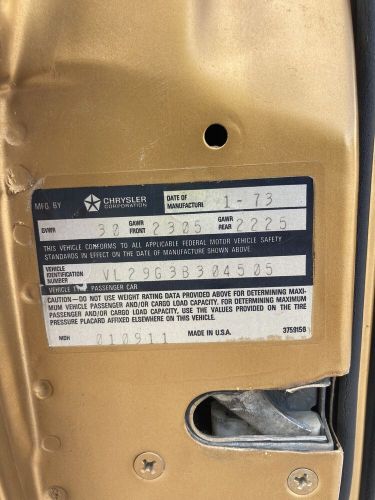 MFG. BY CHRYSLER CORPORATION DATE OF MANUFACTURE 1-73
GVWR 30 GAWR FRONT 2305 GAWR REAR 2225
THIS VEHICLE CONFORMS TO ALL APPLICABLE FEDERAL MOTOR VEHICLE SAFETY
STANDARDS IN EFFECT ON THE DATE OF MANUFACTURE SHOWN ABOVE.
VEHICLE IDENTIFICATION NUMBER VL29G3B304505
VEHICLE PASSENGER CAR
CAUTION—DO NOT USE WEIGHT RATING DATA PROVIDED ABOVE FOR DETERMINING MAXI-
MUM VEHICLE PASSENGER AND/OR CARGO LOAD CAPACITY. FOR DETERMINING MAXIMUM
PASSENGER AND/OR CARGO LOAD CAPACITY, USE THE VALUES PROVIDED ON THE TIRE
PRESSURE PLACARD AFFIXED ELSEWHERE ON THIS VEHICLE.
MDH 010911 MADE IN U.S.A. 3759156